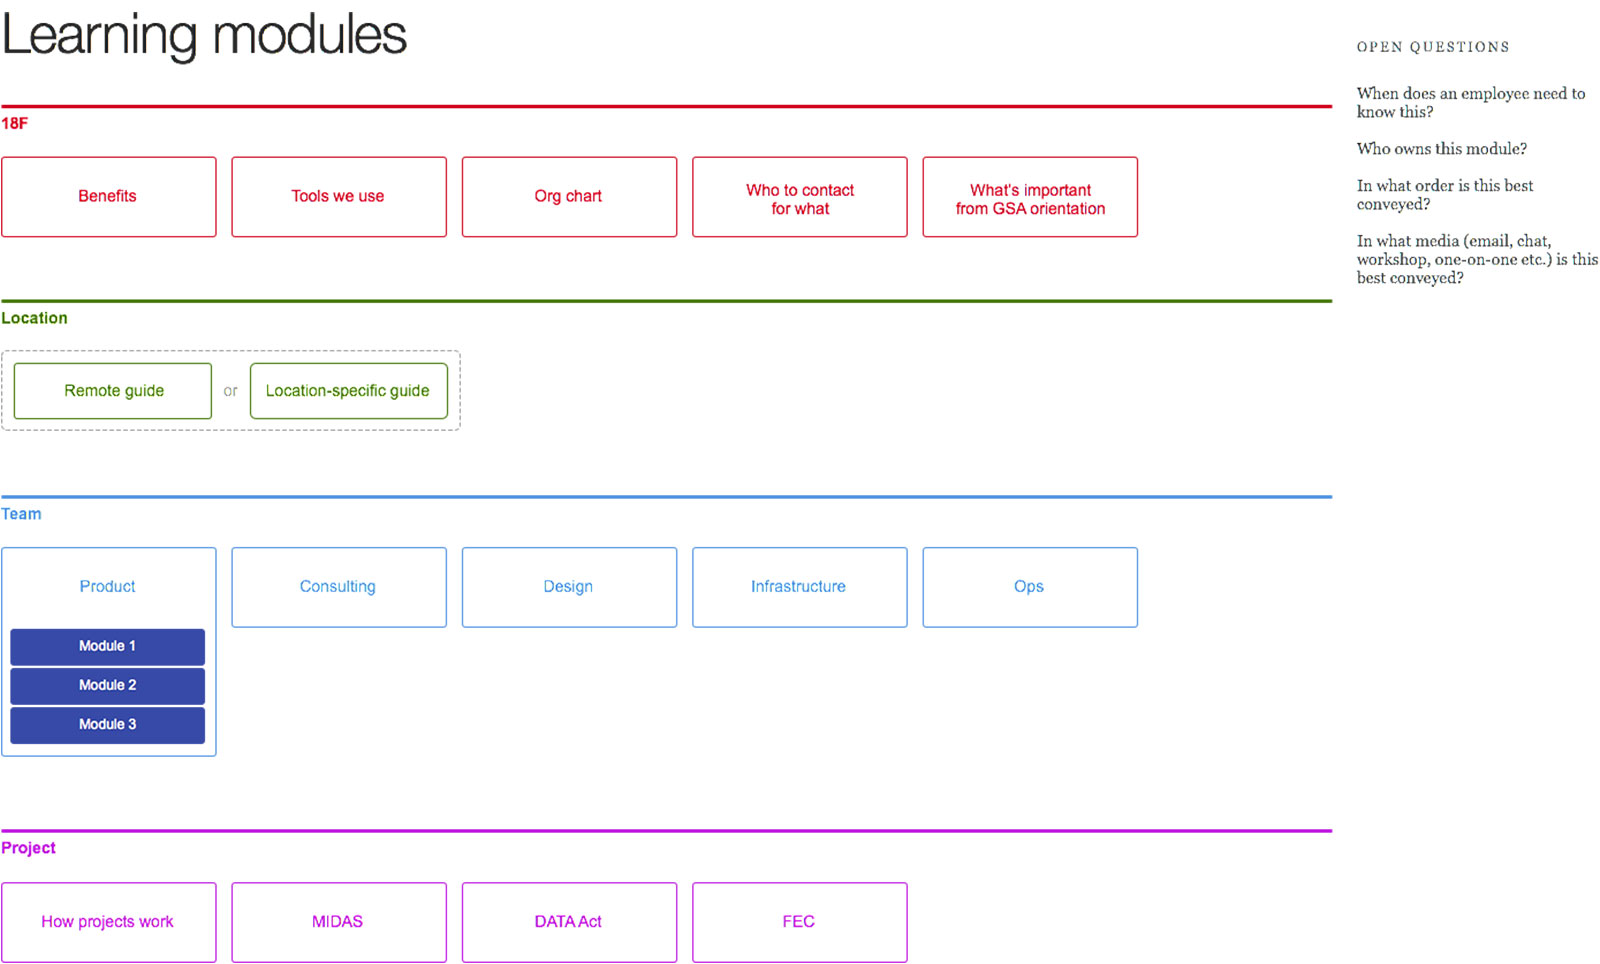 Learning modules
18F
Benefits
Tools we use
Org chart
Who to contact
for what
What's important
from GSA orientation
Location
Remote guide
or
Location-specific guide
Team
Product
Module 1
Module 2
Module 3
Consulting
Design
Infrastructure
Ops
Project
How projects work
MIDAS
DATA Act
FEC
OPEN QUESTIONS
When does an employee need to
know this?
Who owns this module?
In what order is this best
conveyed?
In what media (email, chat,
workshop, one-on-one etc.) is this
best conveyed?